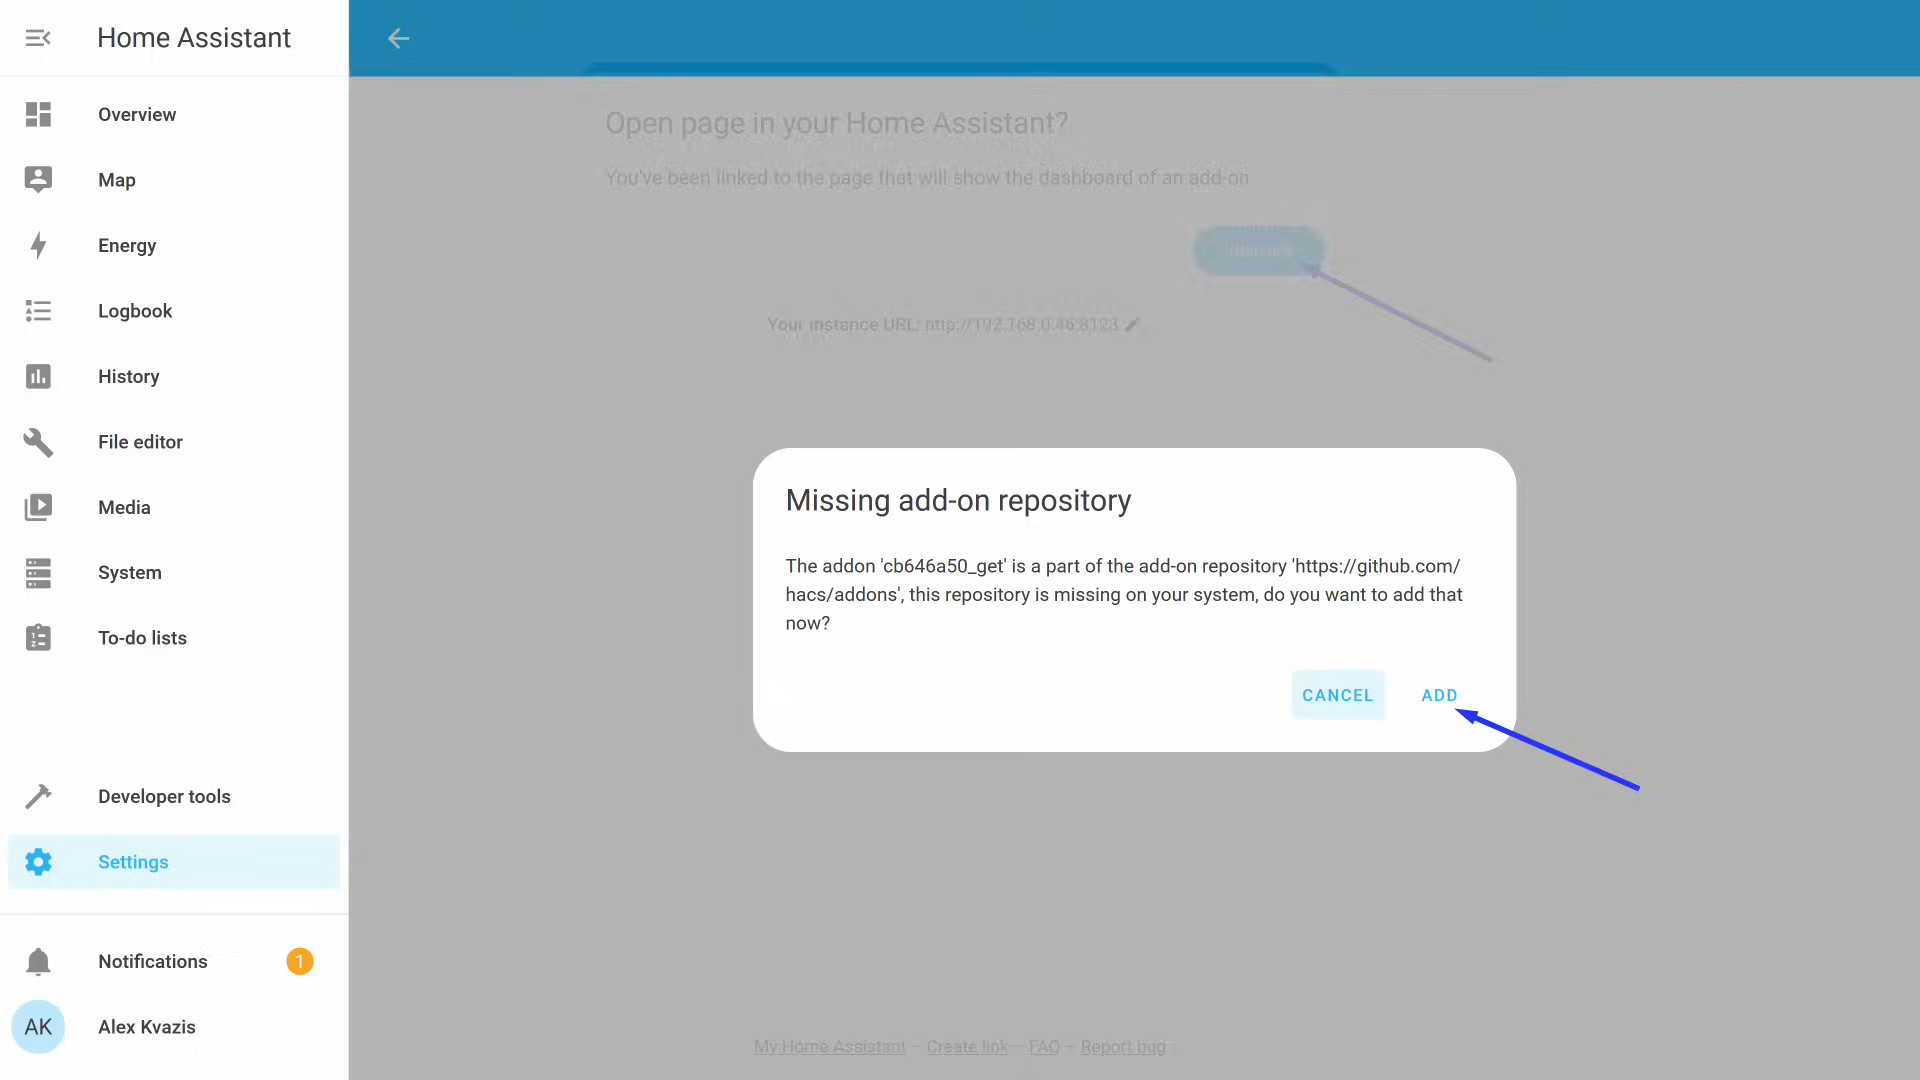 Home Assistant
Overview
Map
Energy
Logbook
History
File editor
Media
System
To-do lists
Developer tools
Settings
Notifications
1
AK
Alex Kvazis
Open page in your Home Assistant?
You've been linked to the page that will show the dashboard of an add-on
Your instance URL: http://192.168.0.46:8123
Missing add-on repository
The addon 'cb646a50_get' is a part of the add-on repository 'https://github.com/
hacs/addons', this repository is missing on your system, do you want to add that
now?
CANCEL
ADD
My Home Assistant – Create link – FAQ – Report bug